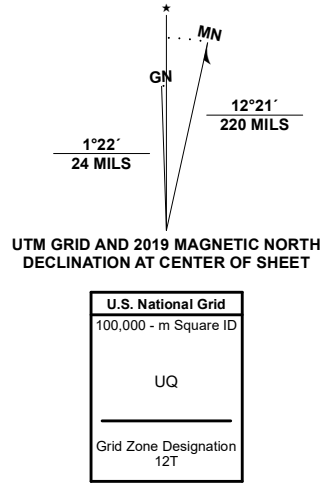 ★
MN
GN
12°21´
220 MILS
1°22´
24 MILS
UTM GRID AND 2019 MAGNETIC NORTH
DECLINATION AT CENTER OF SHEET
U.S. National Grid
100,000 - m Square ID
UQ
Grid Zone Designation
12T